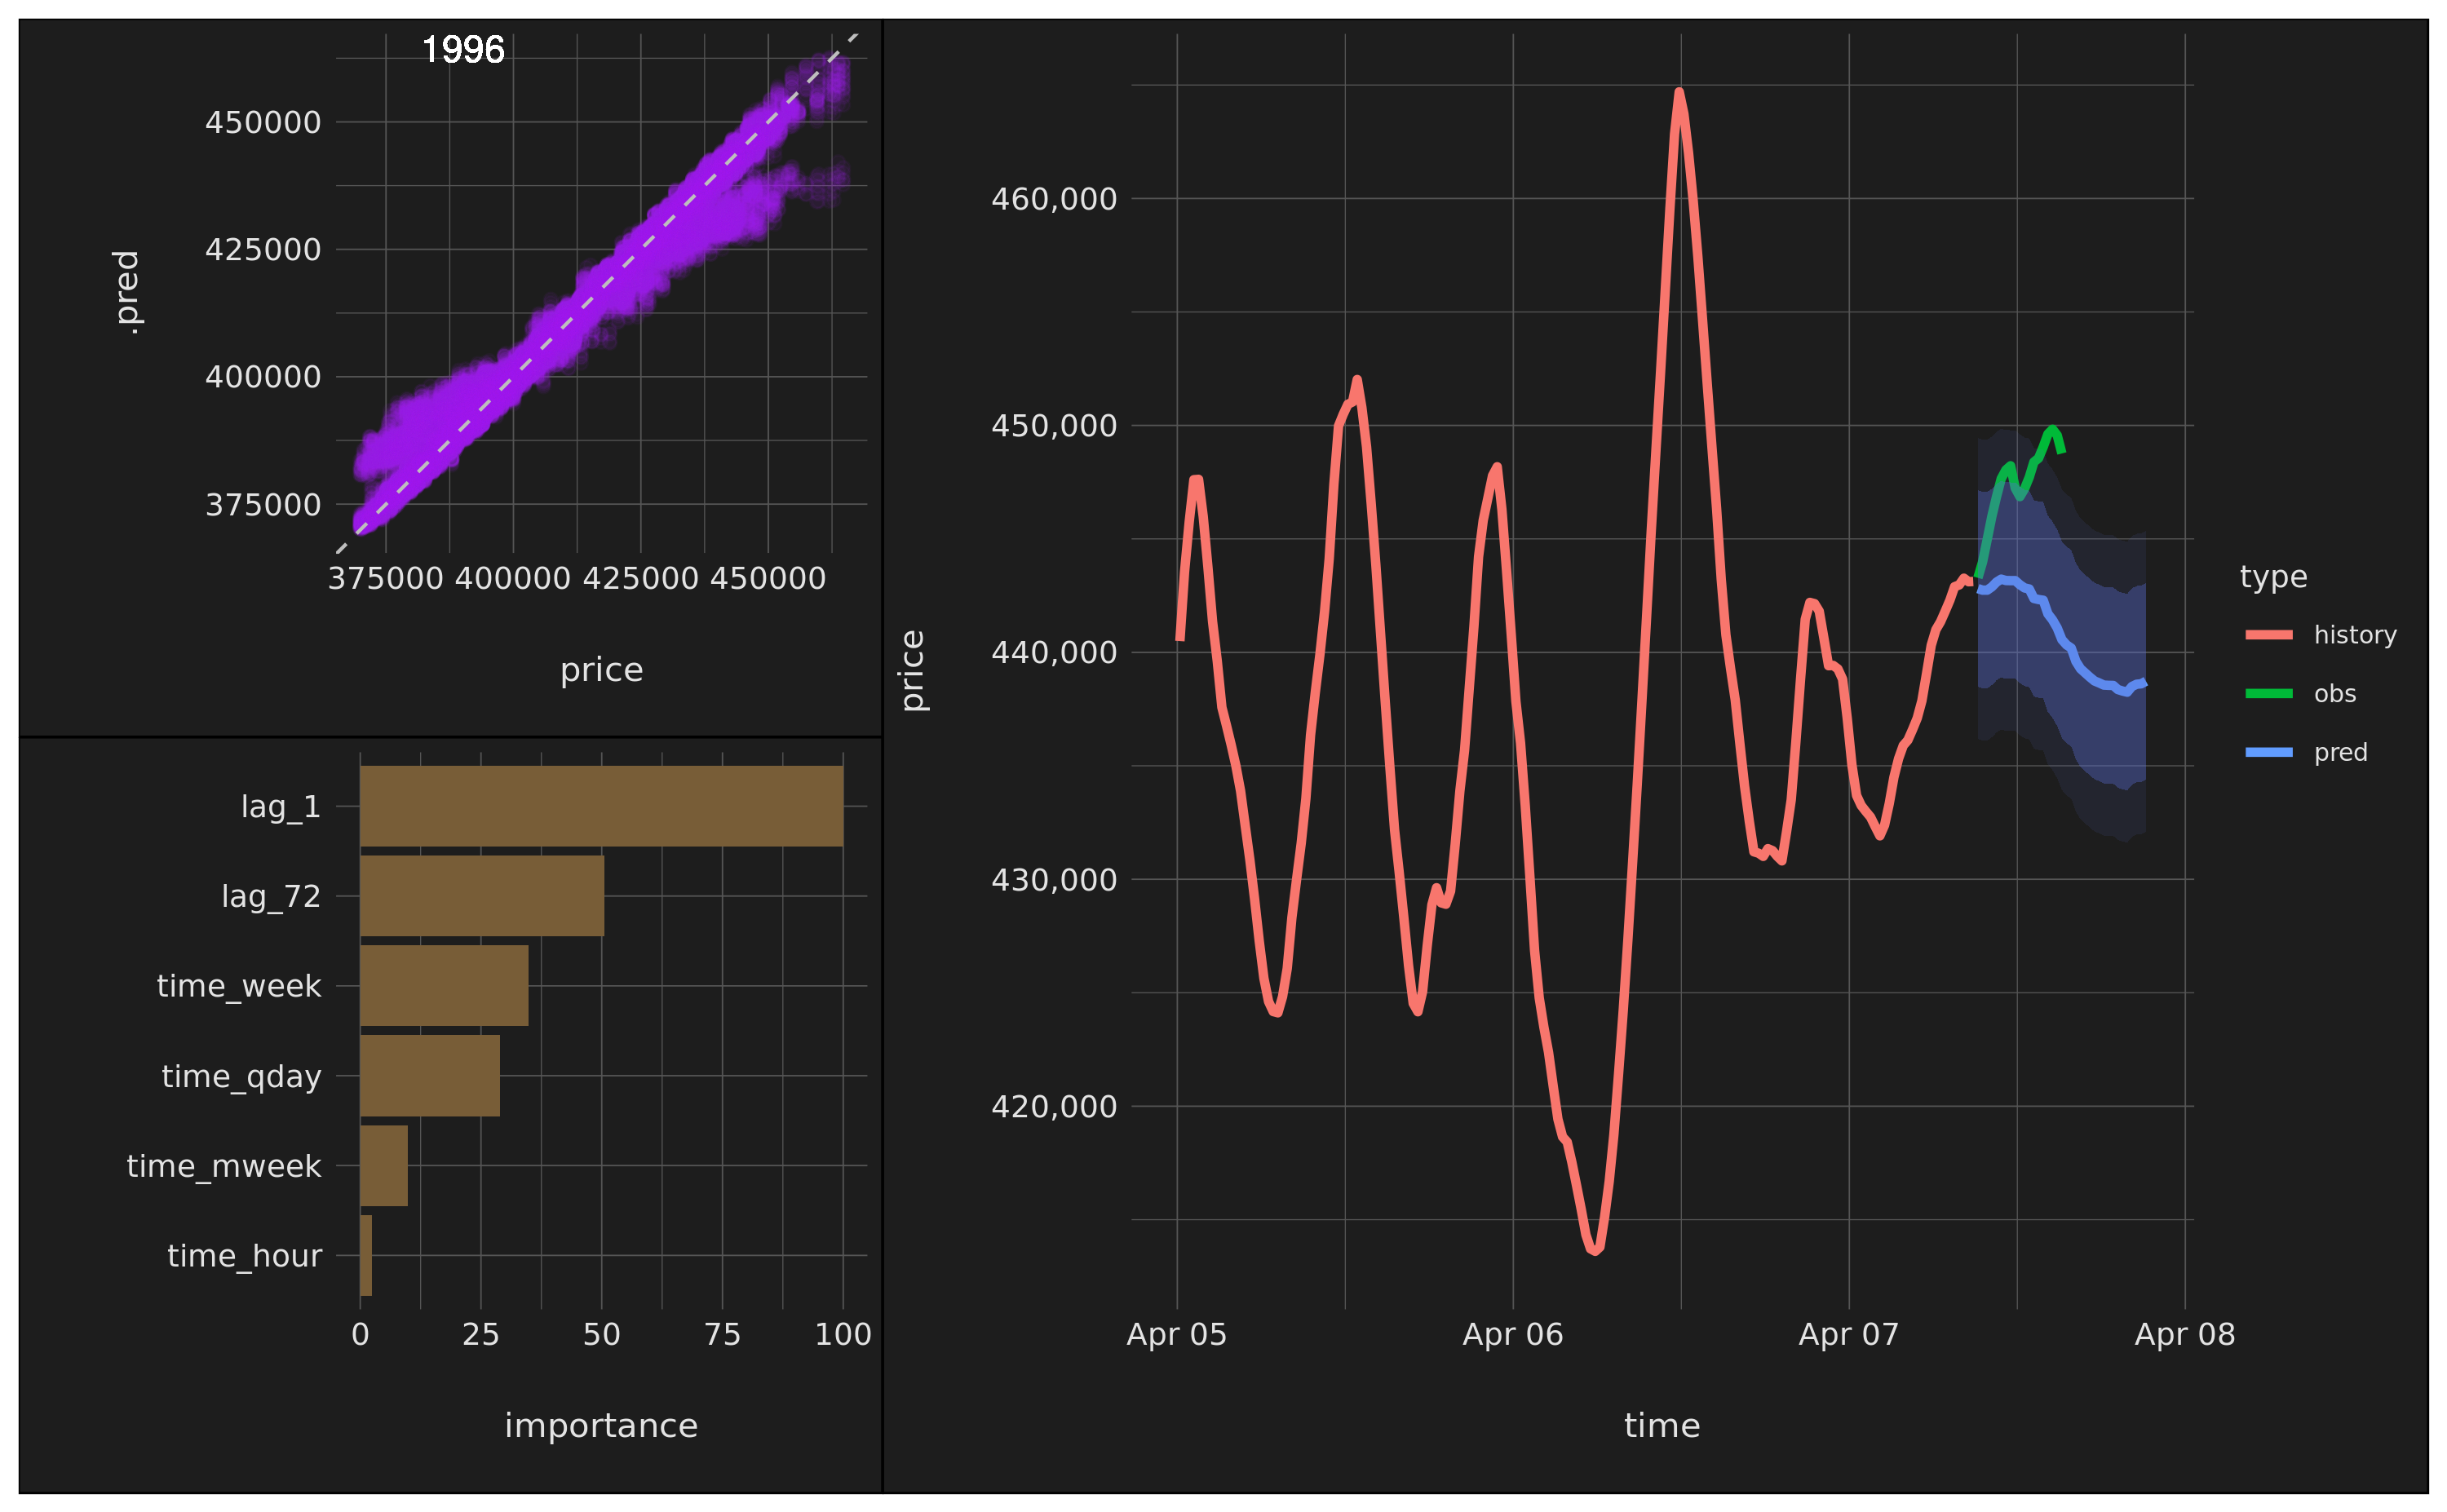 1996
.pred
450000
425000
400000
375000
375000 400000 425000 450000
price
lag_1
lag_72
time_week
time_qday
time_mweek
time_hour
0 25 50 75 100
importance
price
460,000
450,000
440,000
430,000
420,000
Apr 05 Apr 06 Apr 07 Apr 08
time
type
history
obs
pred